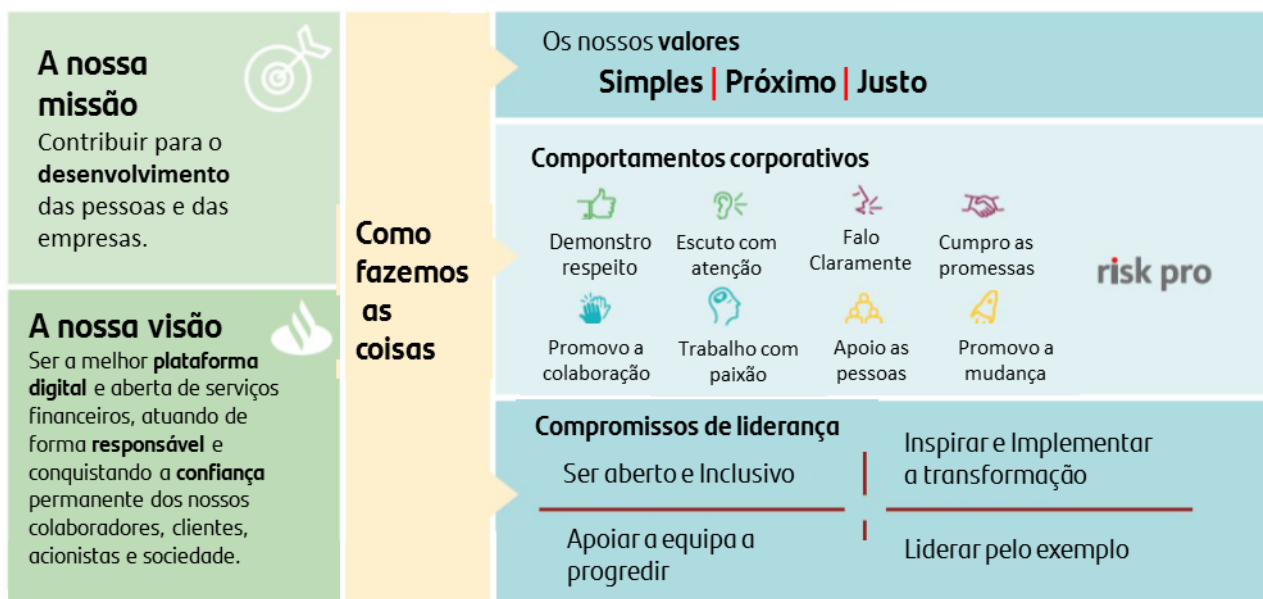 A nossa
missão
Contribuir para o
desenvolvimento
das pessoas e das
empresas.
A nossa visão
Ser a melhor plataforma
digital e aberta de serviços
financeiros, atuando de
forma responsável e
conquistando a confiança
permanente dos nossos
colaboradores, clientes,
acionistas e sociedade.
Como
fazemos
as
coisas
Os nossos valores
Simples | Próximo | Justo
Comportamentos corporativos
Demonstro
respeito
Escuto com
atenção
Falo
Claramente
Cumpro as
promessas
Promovo a
colaboração
Trabalho com
paixão
Apoio as
pessoas
Promovo a
mudança
risk pro
Compromissos de liderança
Ser aberto e Inclusivo
Inspirar e Implementar
a transformação
Apoiar a equipa a
progredir
Liderar pelo exemplo